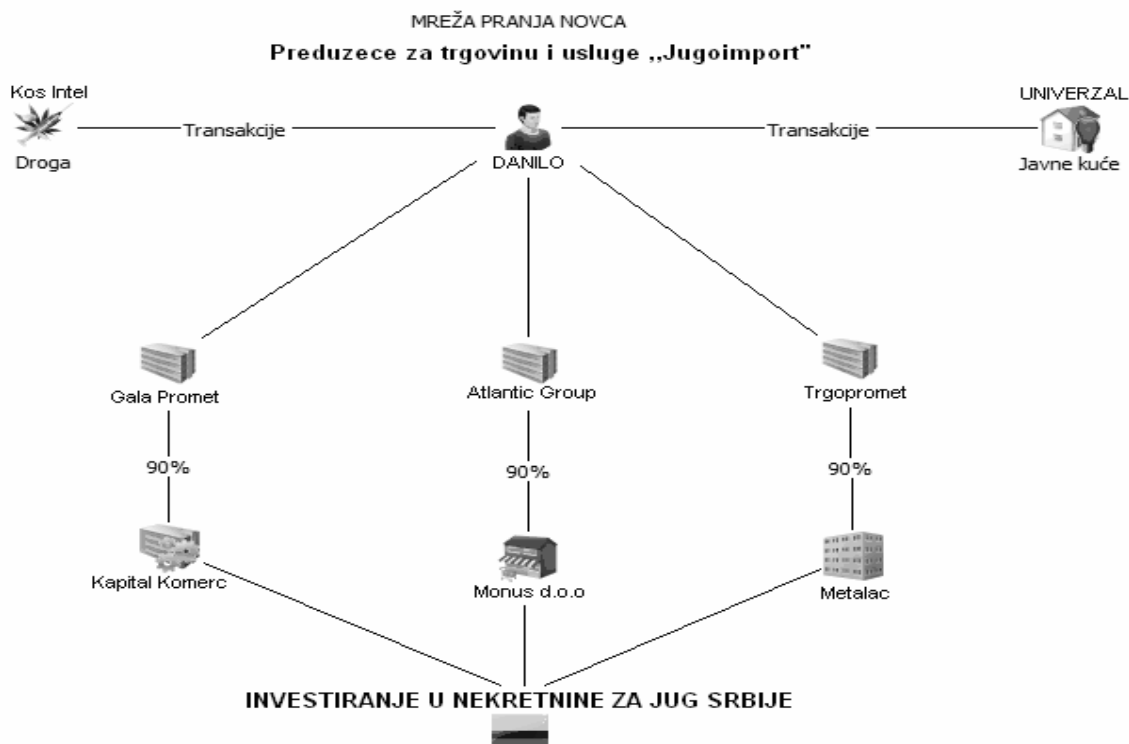 MREŽA PRANJA NOVCA
Preduzece za trgovinu i usluge ,,Jugoimport"
Kos Intel
UNIVERZAL
Transakcije
Transakcije
Droga
DANILO
Javne kuće
Gala Promet
Atlantic Group
Trgopromet
90%
90%
90%
Kapital Komerc
Monus d.o.o
Metalac
INVESTIRANJE U NEKRETNINE ZA JUG SRBIJE